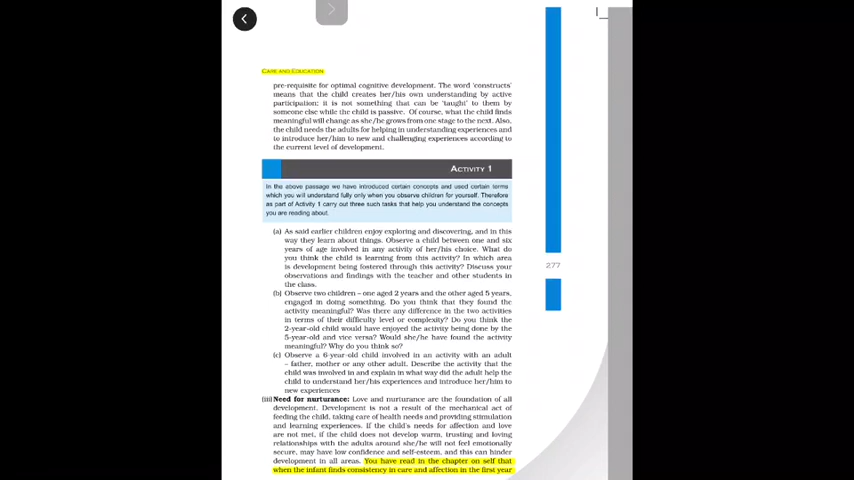 CARE AND EDUCATION
pre-requisite for optimal cognitive development. The word 'constructs'
means that the child creates her/his own understanding by active
participation; it is not something that can be 'taught' to them by
someone else while the child is passive. Of course, what the child finds
meaningful will change as she/he grows from one stage to the next. Also,
the child needs the adults for helping in understanding experiences and
to introduce her/him to new and challenging experiences according to
the current level of development.
ACTIVITY 1
In the above passage we have introduced certain concepts and used certain terms
which you will understand fully only when you observe children for yourself. Therefore
as part of Activity 1 carry out three such tasks that help you understand the concepts
you are reading about.
(a) As said earlier children enjoy exploring and discovering, and in this
way they learn about things. Observe a child between one and six
years of age involved in any activity of her/his choice. What do
you think the child is learning from this activity? In which area
is development being fostered through this activity? Discuss your
observations and findings with the teacher and other students in
the class.
277
(b) Observe two children – one aged 2 years and the other aged 5 years,
engaged in doing something. Do you think that they found the
activity meaningful? Was there any difference in the two activities
in terms of their difficulty level or complexity? Do you think the
2-year-old child would have enjoyed the activity being done by the
5-year-old and vice versa? Would she/he have found the activity
meaningful? Why do you think so?
(c) Observe a 6-year-old child involved in an activity with an adult
– father, mother or any other adult. Describe the activity that the
child was involved in and explain in what way did the adult help the
child to understand her/his experiences and introduce her/him to
new experiences
(iii) Need for nurturance: Love and nurturance are the foundation of all
development. Development is not a result of the mechanical act of
feeding the child, taking care of health needs and providing stimulation
and learning experiences. If the child's needs for affection and love
are not met, if the child does not develop warm, trusting and loving
relationships with the adults around she/he will not feel emotionally
secure, may have low confidence and self-esteem, and this can hinder
development in all areas. You have read in the chapter on self that
when the infant finds consistency in care and affection in the first year